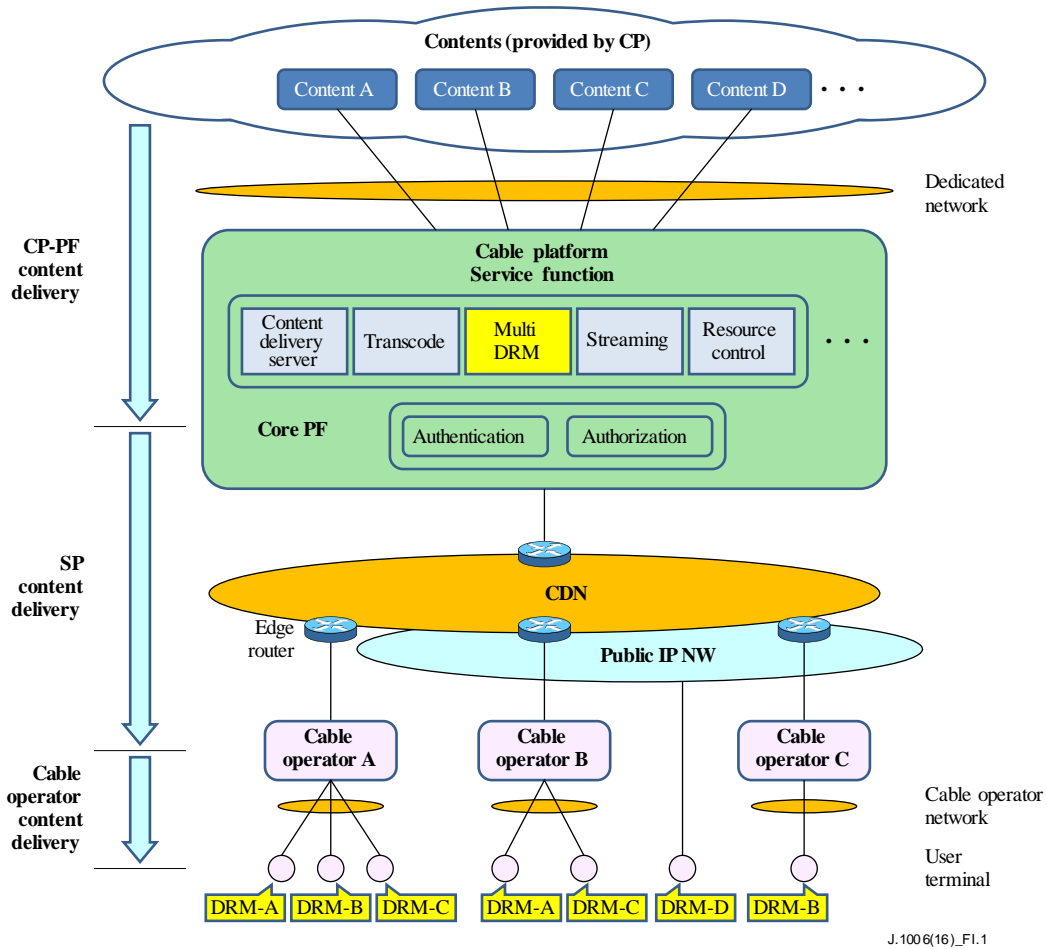 Contents (provided by CP)
Content A
Content B
Content C
Content D
. . .
Dedicated
network
CP-PF
content
delivery
Cable platform
Service function
Content
delivery
server
Transcode
Multi
DRM
Streaming
Resource
control
. . .
Core PF
Authentication
Authorization
SP
content
delivery
CDN
Edge
router
Public IP NW
Cable
operator A
Cable
operator B
Cable
operator C
Cable
operator
content
delivery
Cable operator
network
User
terminal
DRM-A
DRM-B
DRM-C
DRM-A
DRM-C
DRM-D
DRM-B
J.1006(16)_FI.1